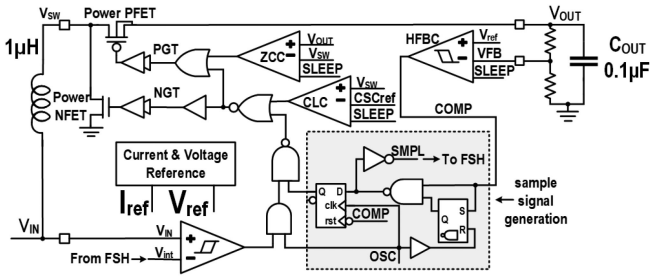 VSW Power PFET VOUT
1µH
PGT ZCC + VOUT
VSW
SLEEP
HFBC + Vref
VFB
SLEEP
COUT
0.1µF
Power
NFET
NGT CLC + VSW
CSCref
SLEEP
COMP
Current & Voltage
Reference
Iref Vref
SMPL To FSH
Q D
clk
rst COMP
S
Q
R
sample
signal
generation
VIN VIN +
From FSH Vint -
OSC